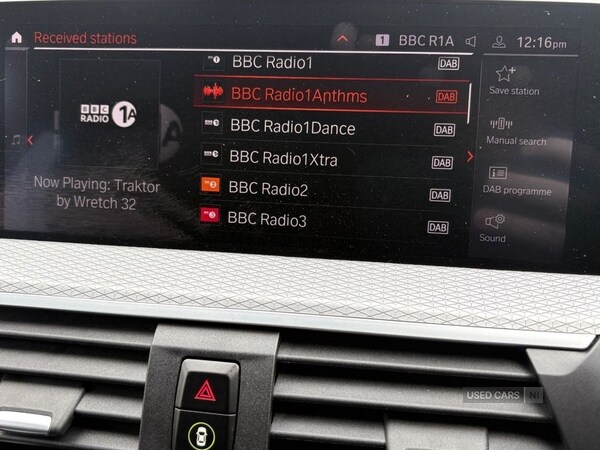 Received stations
1 BBC R1A
12:16pm
BBC Radio1 DAB
BBC Radio1Anthms DAB
BBC Radio1Dance DAB
BBC Radio1Xtra DAB
BBC Radio2 DAB
BBC Radio3 DAB
BBC
RADIO 1A
Now Playing: Traktor
by Wretch 32
Save station
Manual search
DAB programme
Sound
USED CARS NI